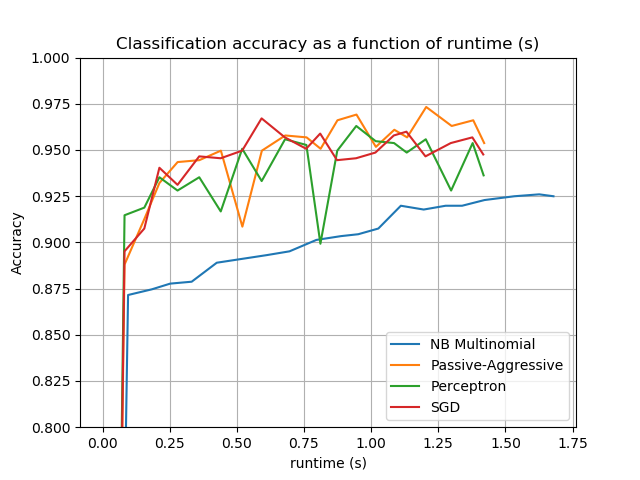 Classification accuracy as a function of runtime (s)
1.000
0.975
0.950
0.925
0.900
0.875
0.850
0.825
0.800
Accuracy
NB Multinomial
Passive-Aggressive
Perceptron
SGD
0.00 0.25 0.50 0.75 1.00 1.25 1.50 1.75
runtime (s)